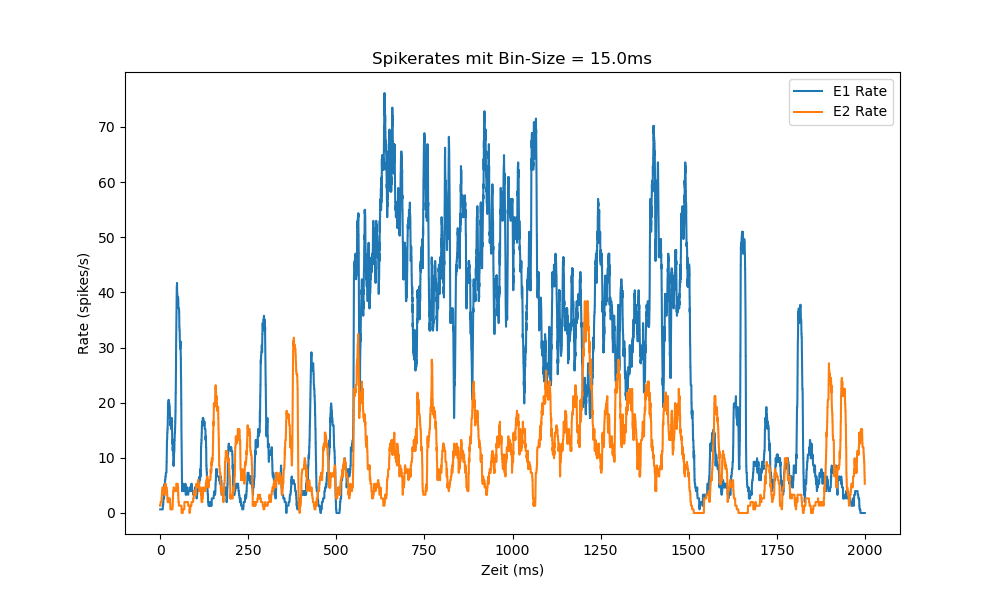 Spikerates mit Bin-Size = 15.0ms
E1 Rate
E2 Rate
70
60
50
40
30
20
10
0
Rate (spikes/s)
0 250 500 750 1000 1250 1500 1750 2000
Zeit (ms)